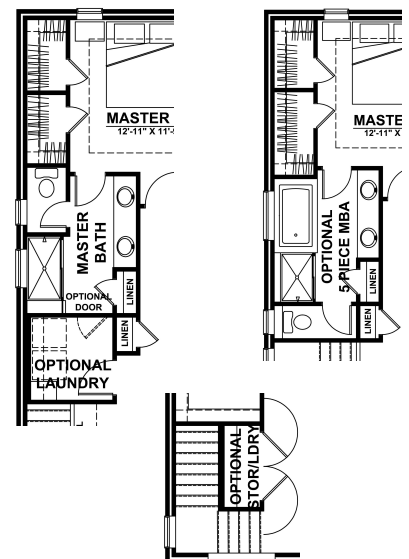 MASTER
12'-11" X 11'-
MASTER
BATH
OPTIONAL
DOOR
LINEN
LINEN
OPTIONAL
LAUNDRY
MASTE
12'-11" X
OPTIONAL
5 PIECE MBA
LINEN
LINEN
OPTIONAL
STOR/LDRY